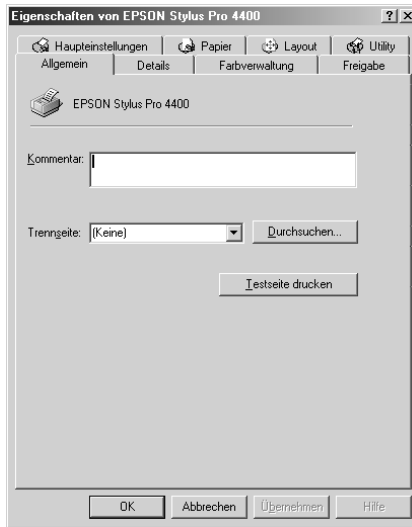 Eigenschaften von EPSON Stylus Pro 4400
Haupteinstellungen Papier Layout Utility
Allgemein Details Farbverwaltung Freigabe
EPSON Stylus Pro 4400
Kommentar:
Trennseite: (Keine) Durchsuchen...
Testseite drucken
OK Abbrechen Übernehmen Hilfe